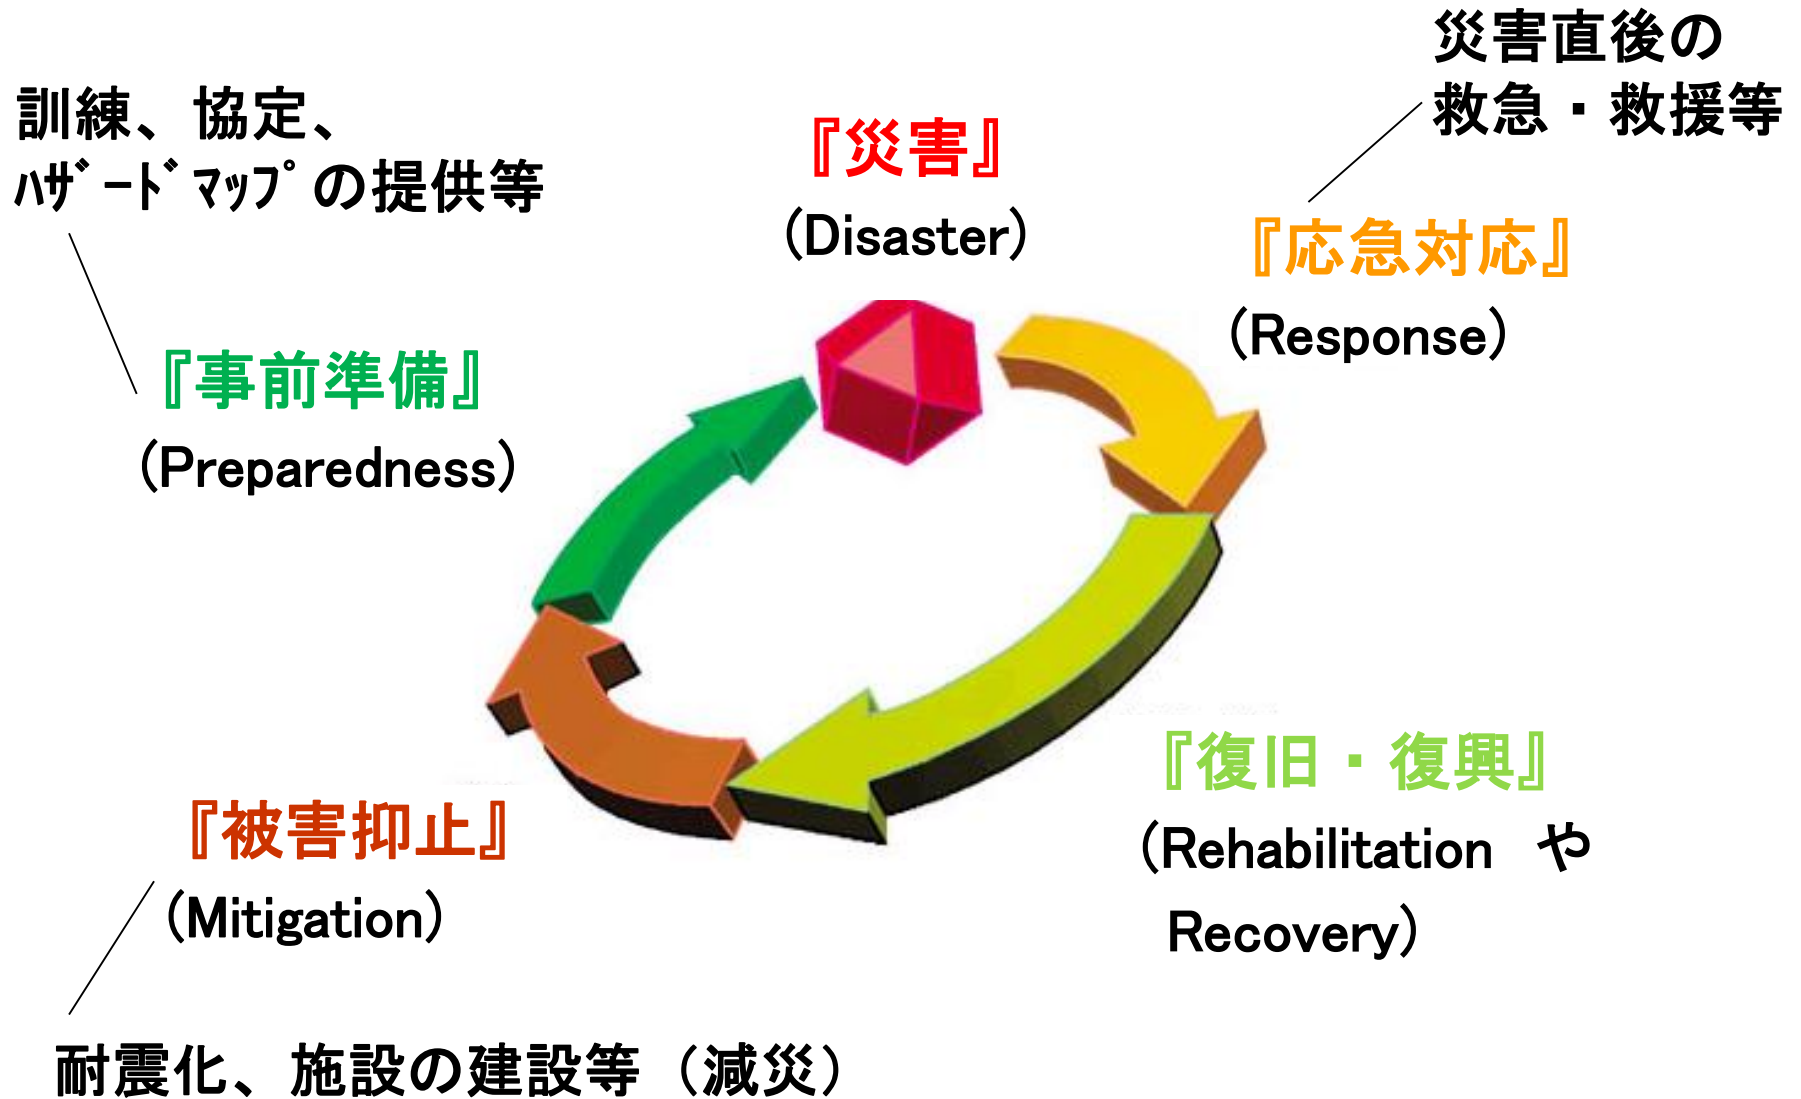 災害直後の
救急・救援等
訓練、協定、
ﾊｻﾞｰﾄﾞﾏｯﾌﾟの提供等
『災害』
(Disaster)
『応急対応』
(Response)
『事前準備』
(Preparedness)
『復旧・復興』
(Rehabilitation　や
Recovery)
『被害抑止』
(Mitigation)
耐震化、施設の建設等（減災）